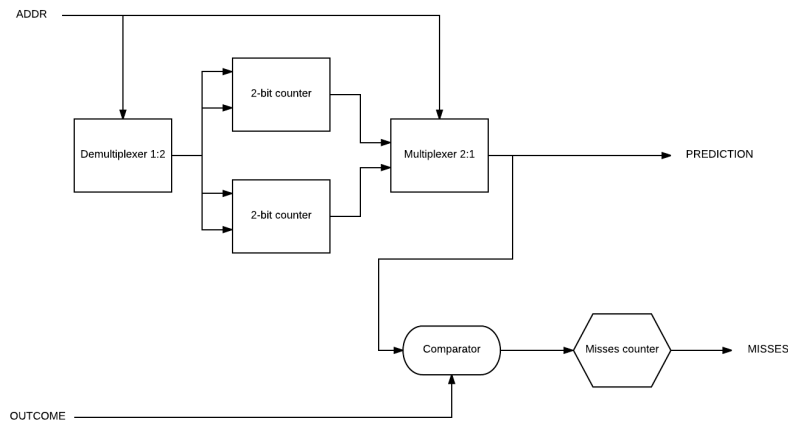 ADDR
2-bit counter
Demultiplexer 1:2
Multiplexer 2:1
PREDICTION
2-bit counter
Comparator
Misses counter
MISSES
OUTCOME